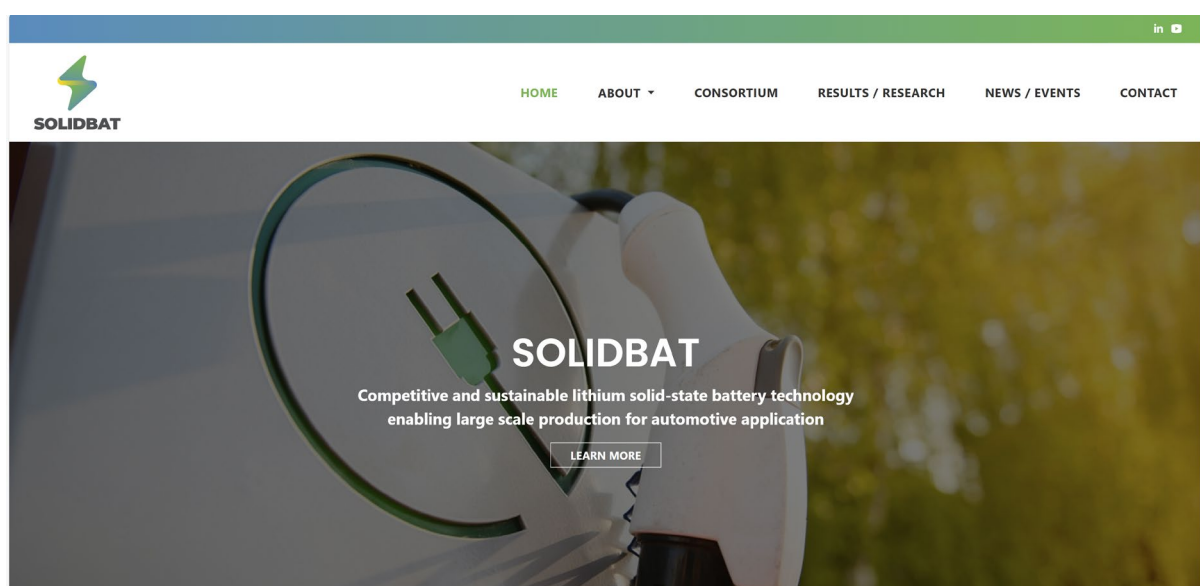 in
SOLIDBAT
HOME
ABOUT
CONSORTIUM
RESULTS / RESEARCH
NEWS / EVENTS
CONTACT
SOLIDBAT
Competitive and sustainable lithium solid-state battery technology
enabling large scale production for automotive application
LEARN MORE